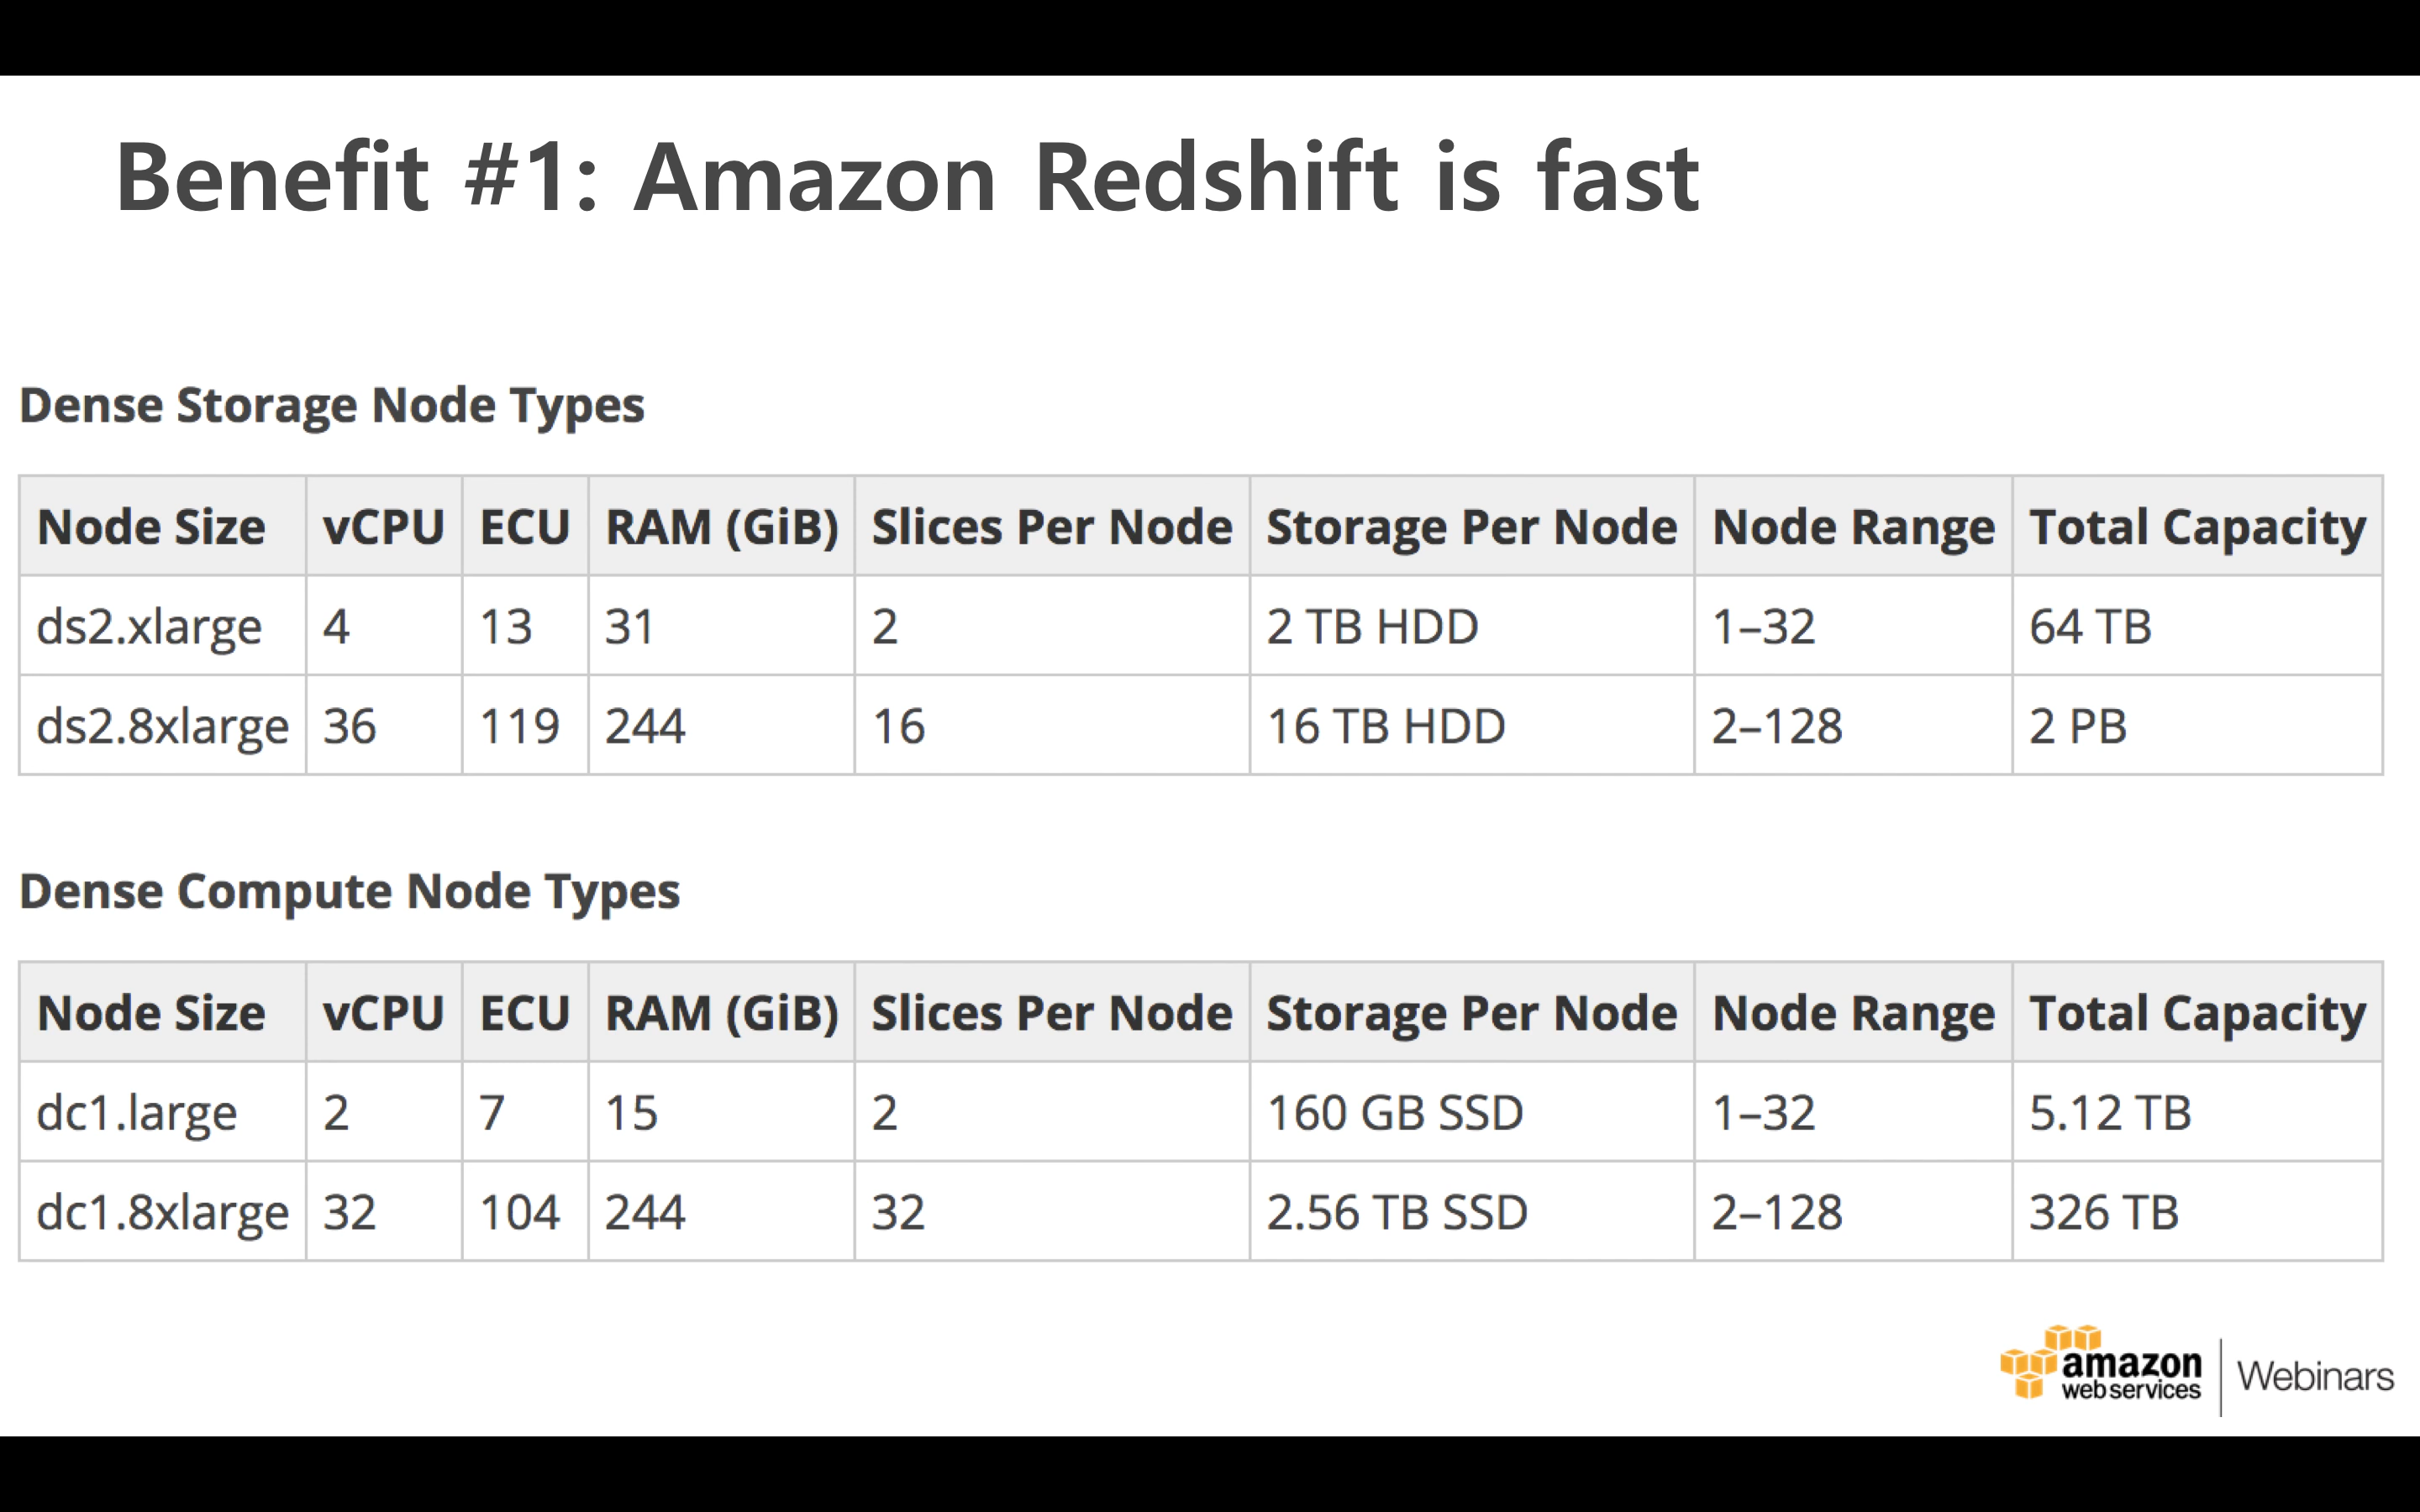 Benefit #1: Amazon Redshift is fast
Dense Storage Node Types
Node Size vCPU ECU RAM (GiB) Slices Per Node Storage Per Node Node Range Total Capacity
ds2.xlarge 4 13 31 2 2 TB HDD 1–32 64 TB
ds2.8xlarge 36 119 244 16 16 TB HDD 2–128 2 PB
Dense Compute Node Types
Node Size vCPU ECU RAM (GiB) Slices Per Node Storage Per Node Node Range Total Capacity
dc1.large 2 7 15 2 160 GB SSD 1–32 5.12 TB
dc1.8xlarge 32 104 244 32 2.56 TB SSD 2–128 326 TB
amazon
web services
Webinars